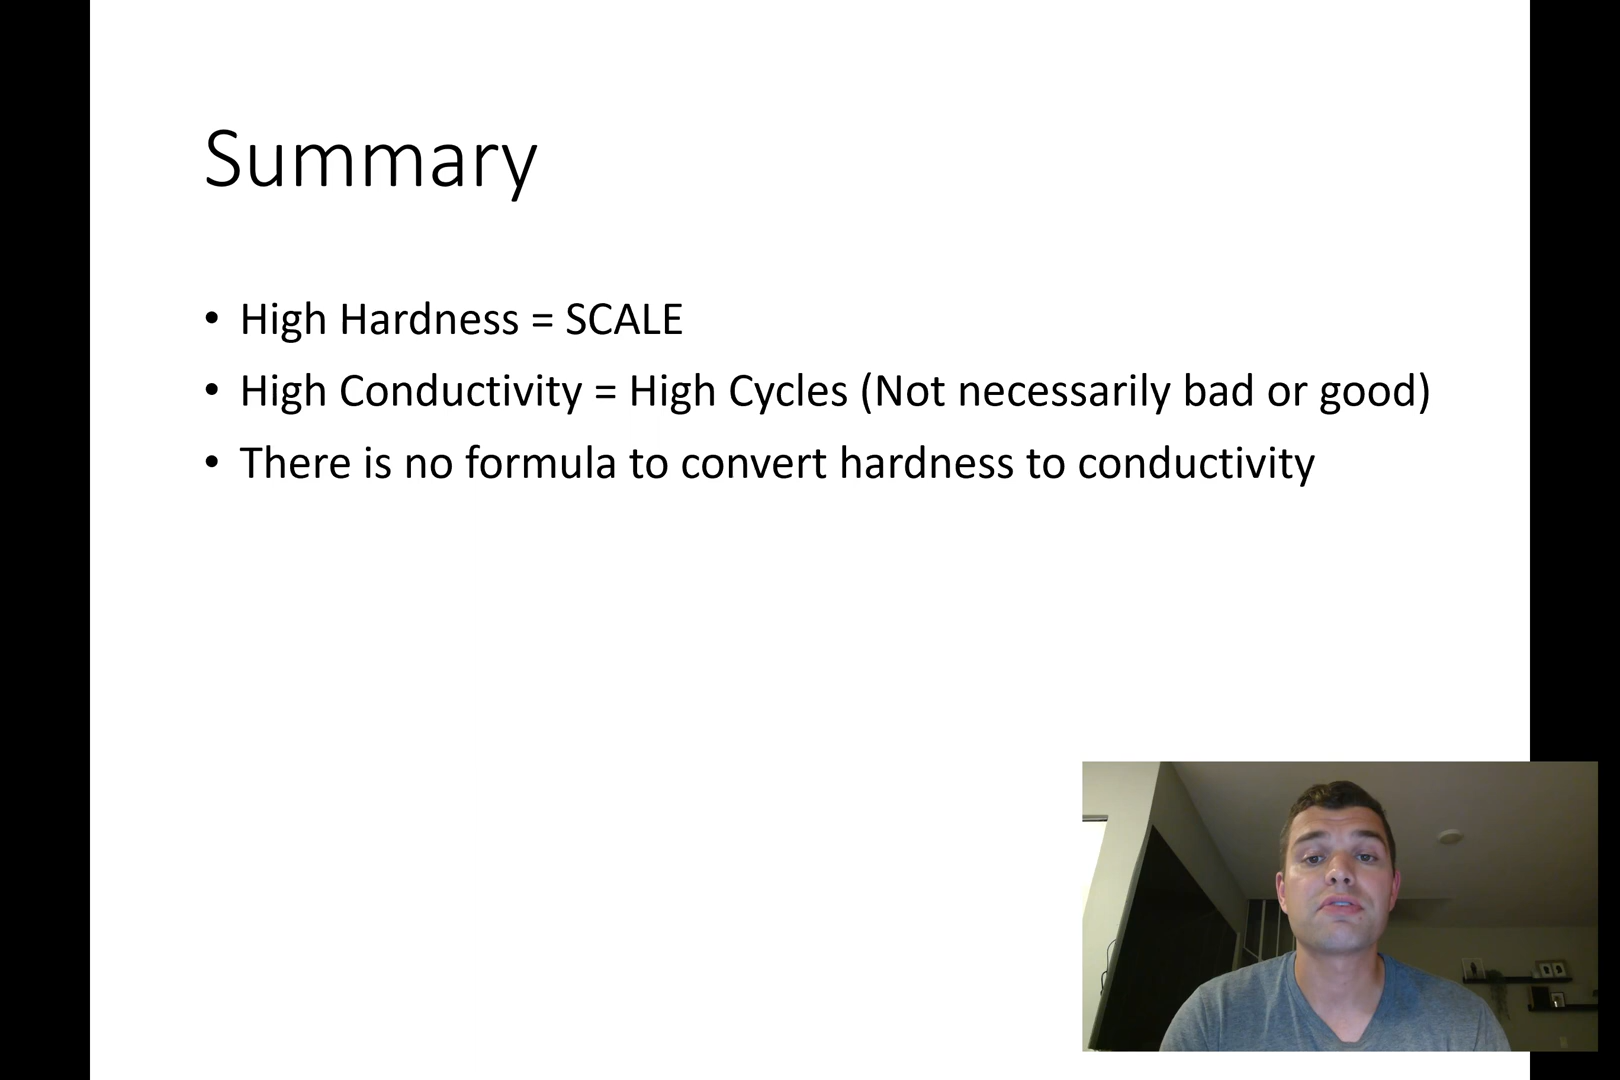 Summary
• High Hardness = SCALE
• High Conductivity = High Cycles (Not necessarily bad or good)
• There is no formula to convert hardness to conductivity